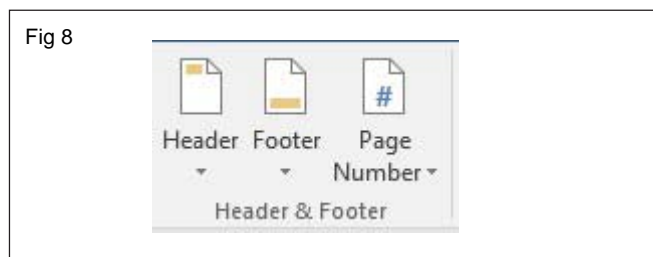 Fig 8
Header Footer Page
Number
Header & Footer